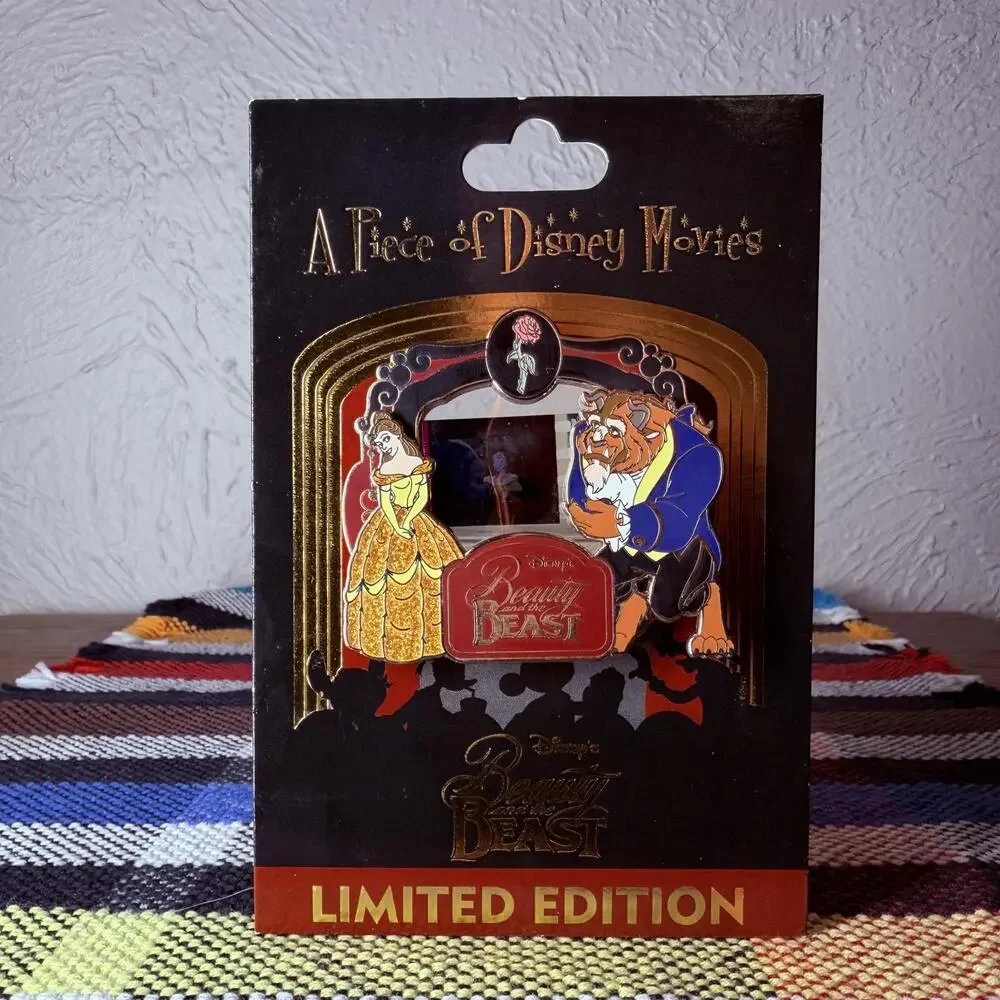 A Piece of Disney Movies
Disney's
Beauty
and the
BEAST
Disney's
Beauty
and the
BEAST
LIMITED EDITION